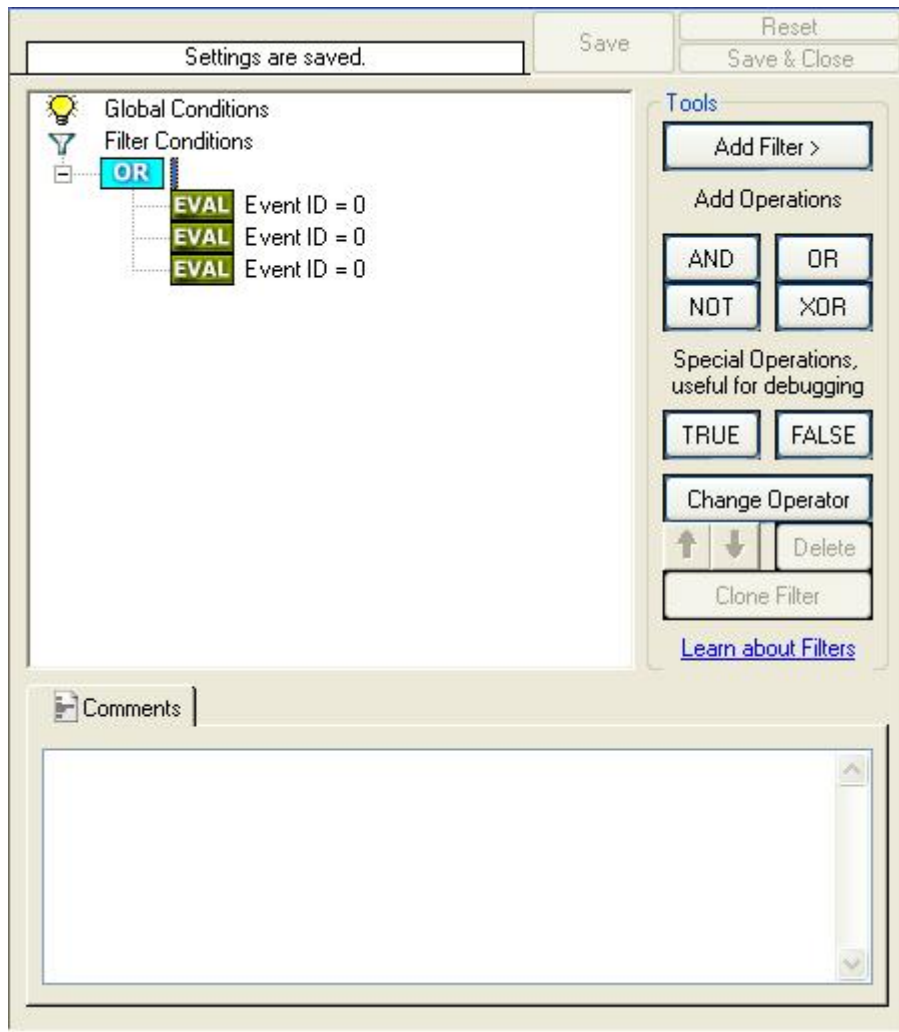 Settings are saved.
Save
Reset
Save & Close
Global Conditions
Filter Conditions
OR
EVAL Event ID = 0
EVAL Event ID = 0
EVAL Event ID = 0
Tools
Add Filter >
Add Operations
AND
OR
NOT
XOR
Special Operations,
useful for debugging
TRUE
FALSE
Change Operator
Delete
Clone Filter
Learn about Filters
Comments